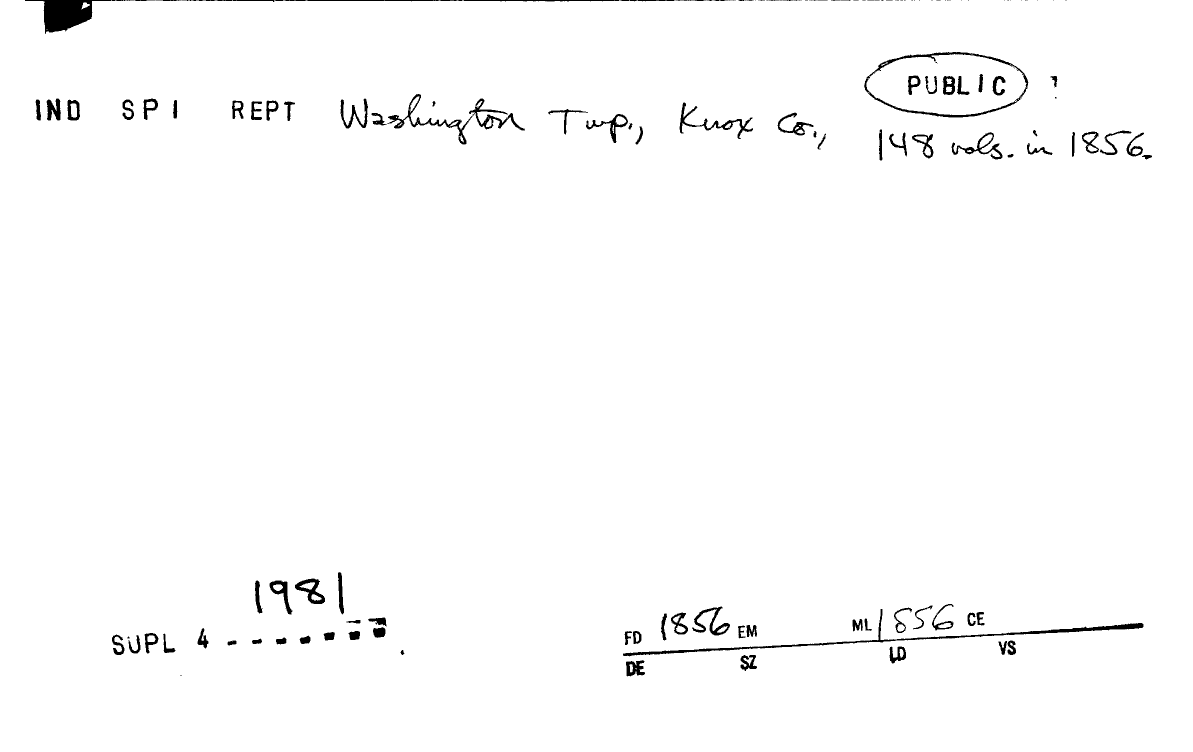 PUBLIC ?
IND SPI REPT Washington Twp., Knox Co.,
148 vols. in 1856.
1981
SUPL 4 -------.
FD 1856 EM ML 1856 CE
DE SZ LD VS